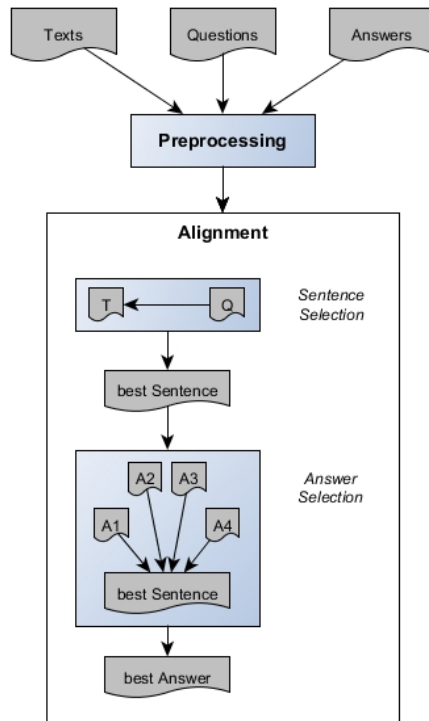 Texts
Questions
Answers
Preprocessing
Alignment
T
Q
Sentence
Selection
best Sentence
A2
A3
Answer
Selection
A1
A4
best Sentence
best Answer